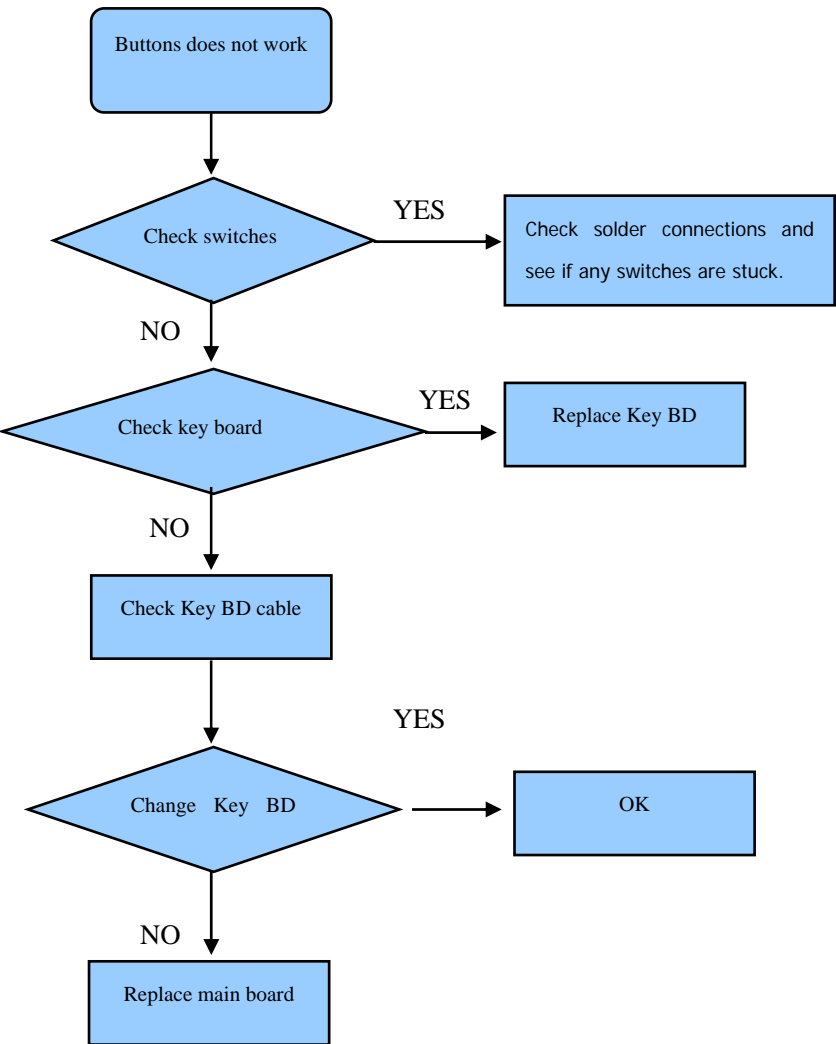 Buttons does not work
YES
Check switches
Check solder connections and
see if any switches are stuck.
NO
YES
Check key board
Replace Key BD
NO
Check Key BD cable
YES
Change Key BD
OK
NO
Replace main board